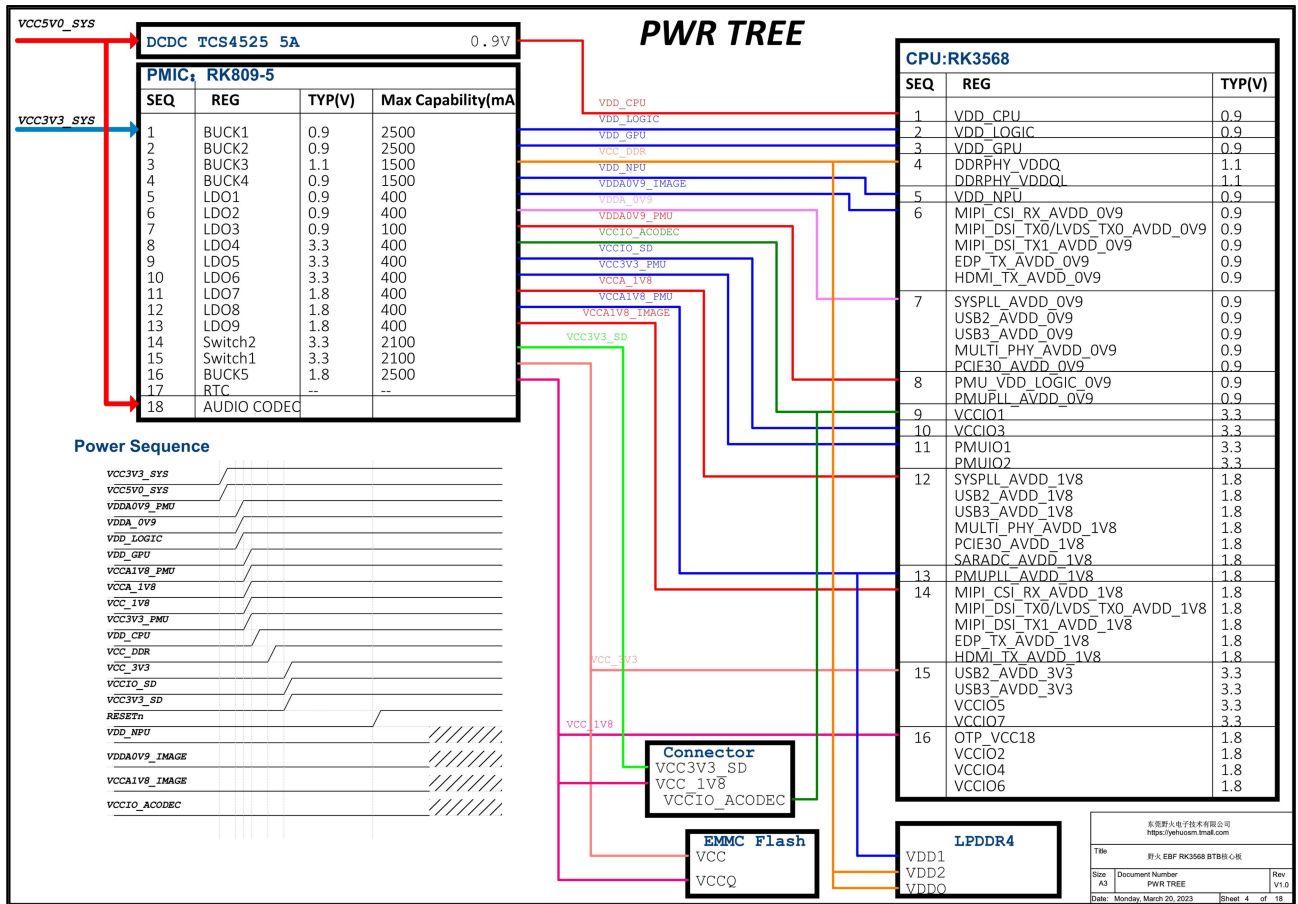 PWR TREE
VCC5V0_SYS
DCDC TCS4525 5A 0.9V
PMIC: RK809-5
SEQ REG TYP(V) Max Capability(mA
VCC3V3_SYS
1 BUCK1 0.9 2500
2 BUCK2 0.9 2500
3 BUCK3 1.1 1500
4 BUCK4 0.9 1500
5 LDO1 0.9 400
6 LDO2 0.9 400
7 LDO3 0.9 100
8 LDO4 3.3 400
9 LDO5 3.3 400
10 LDO6 3.3 400
11 LDO7 1.8 400
12 LDO8 1.8 400
13 LDO9 1.8 400
14 Switch2 3.3 2100
15 Switch1 3.3 2100
16 BUCK5 1.8 2500
17 RTC -- --
18 AUDIO CODEC
VDD_CPU
VDD_LOGIC
VDD_GPU
VCC_DDR
VDD_NPU
VDDA0V9_IMAGE
VDDA_0V9
VDDA0V9_PMU
VCCIO_ACODEC
VCCIO_SD
VCC3V3_PMU
VCCA_1V8
VCCA1V8_PMU
VCCA1V8_IMAGE
VCC3V3_SD
VCC_3V3
VCC_1V8
CPU:RK3568
SEQ REG TYP(V)
1 VDD_CPU 0.9
2 VDD_LOGIC 0.9
3 VDD_GPU 0.9
4 DDRPHY_VDDQ 1.1
DDRPHY_VDDQL 1.1
5 VDD_NPU 0.9
6 MIPI_CSI_RX_AVDD_0V9 0.9
MIPI_DSI_TX0/LVDS_TX0_AVDD_0V9 0.9
MIPI_DSI_TX1_AVDD_0V9 0.9
EDP_TX_AVDD_0V9 0.9
HDMI_TX_AVDD_0V9 0.9
7 SYSPLL_AVDD_0V9 0.9
USB2_AVDD_0V9 0.9
USB3_AVDD_0V9 0.9
MULTI_PHY_AVDD_0V9 0.9
PCIE30_AVDD_0V9 0.9
8 PMU_VDD_LOGIC_0V9 0.9
PMUPLL_AVDD_0V9 0.9
9 VCCIO1 3.3
10 VCCIO3 3.3
11 PMUIO1 3.3
PMUIO2 3.3
12 SYSPLL_AVDD_1V8 1.8
USB2_AVDD_1V8 1.8
USB3_AVDD_1V8 1.8
MULTI_PHY_AVDD_1V8 1.8
PCIE30_AVDD_1V8 1.8
SARADC_AVDD_1V8 1.8
13 PMUPLL_AVDD_1V8 1.8
14 MIPI_CSI_RX_AVDD_1V8 1.8
MIPI_DSI_TX0/LVDS_TX0_AVDD_1V8 1.8
MIPI_DSI_TX1_AVDD_1V8 1.8
EDP_TX_AVDD_1V8 1.8
HDMI_TX_AVDD_1V8 1.8
15 USB2_AVDD_3V3 3.3
USB3_AVDD_3V3 3.3
VCCIO5 3.3
VCCIO7 3.3
16 OTP_VCC18 1.8
VCCIO2 1.8
VCCIO4 1.8
VCCIO6 1.8
Power Sequence
VCC3V3_SYS
VCC5V0_SYS
VDDA0V9_PMU
VDDA_0V9
VDD_LOGIC
VDD_GPU
VCCA1V8_PMU
VCCA_1V8
VCC_1V8
VCC3V3_PMU
VDD_CPU
VCC_DDR
VCC_3V3
VCCIO_SD
VCC3V3_SD
RESETn
VDD_NPU
VDDA0V9_IMAGE
VCCA1V8_IMAGE
VCCIO_ACODEC
Connector
VCC3V3_SD
VCC_1V8
VCCIO_ACODEC
EMMC Flash
VCC
VCCQ
LPDDR4
VDD1
VDD2
VDDQ
东莞野火电子技术有限公司
https://yehuosm.tmall.com
Title
野火 EBF RK3568 BTB核心板
Size Document Number Rev
A3 PWR TREE V1.0
Date: Monday, March 20, 2023 Sheet 4 of 18